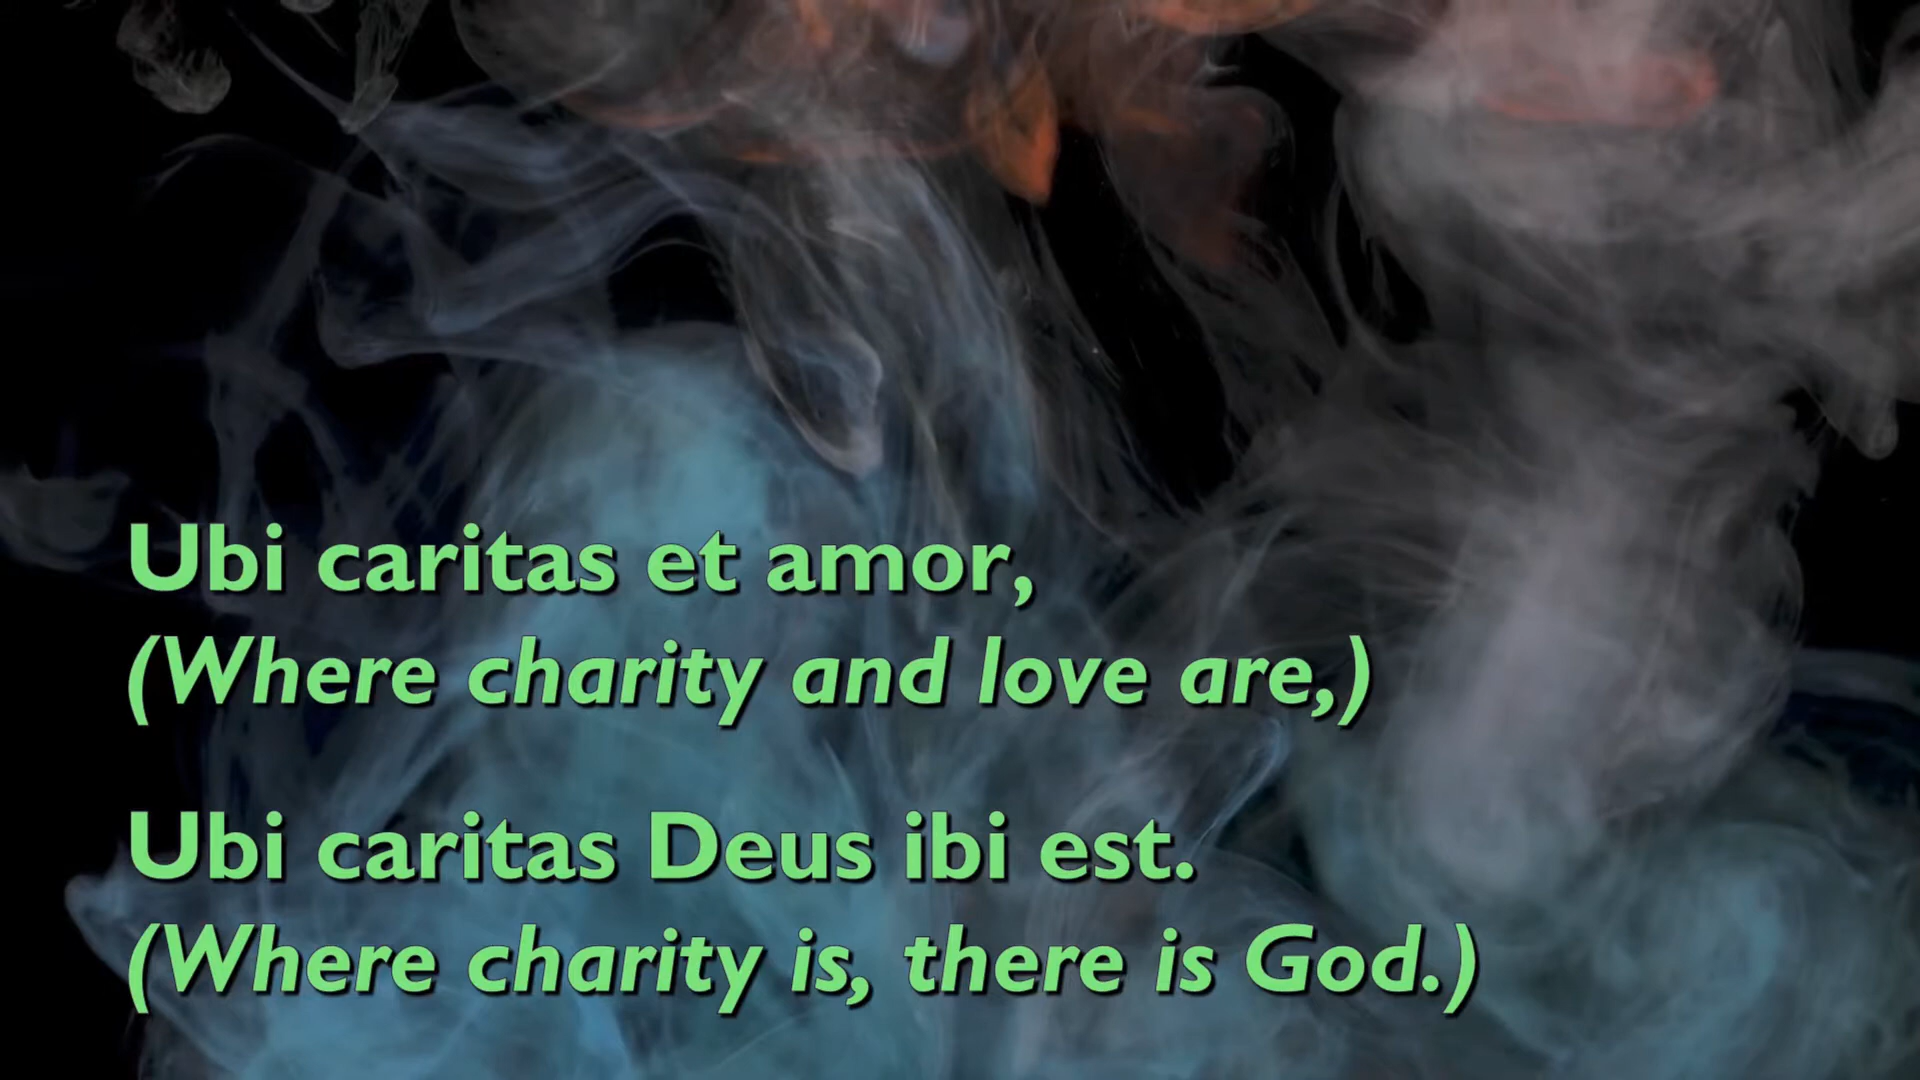 Ubi caritas et amor,
(Where charity and love are,)
Ubi caritas Deus ibi est.
(Where charity is, there is God.)